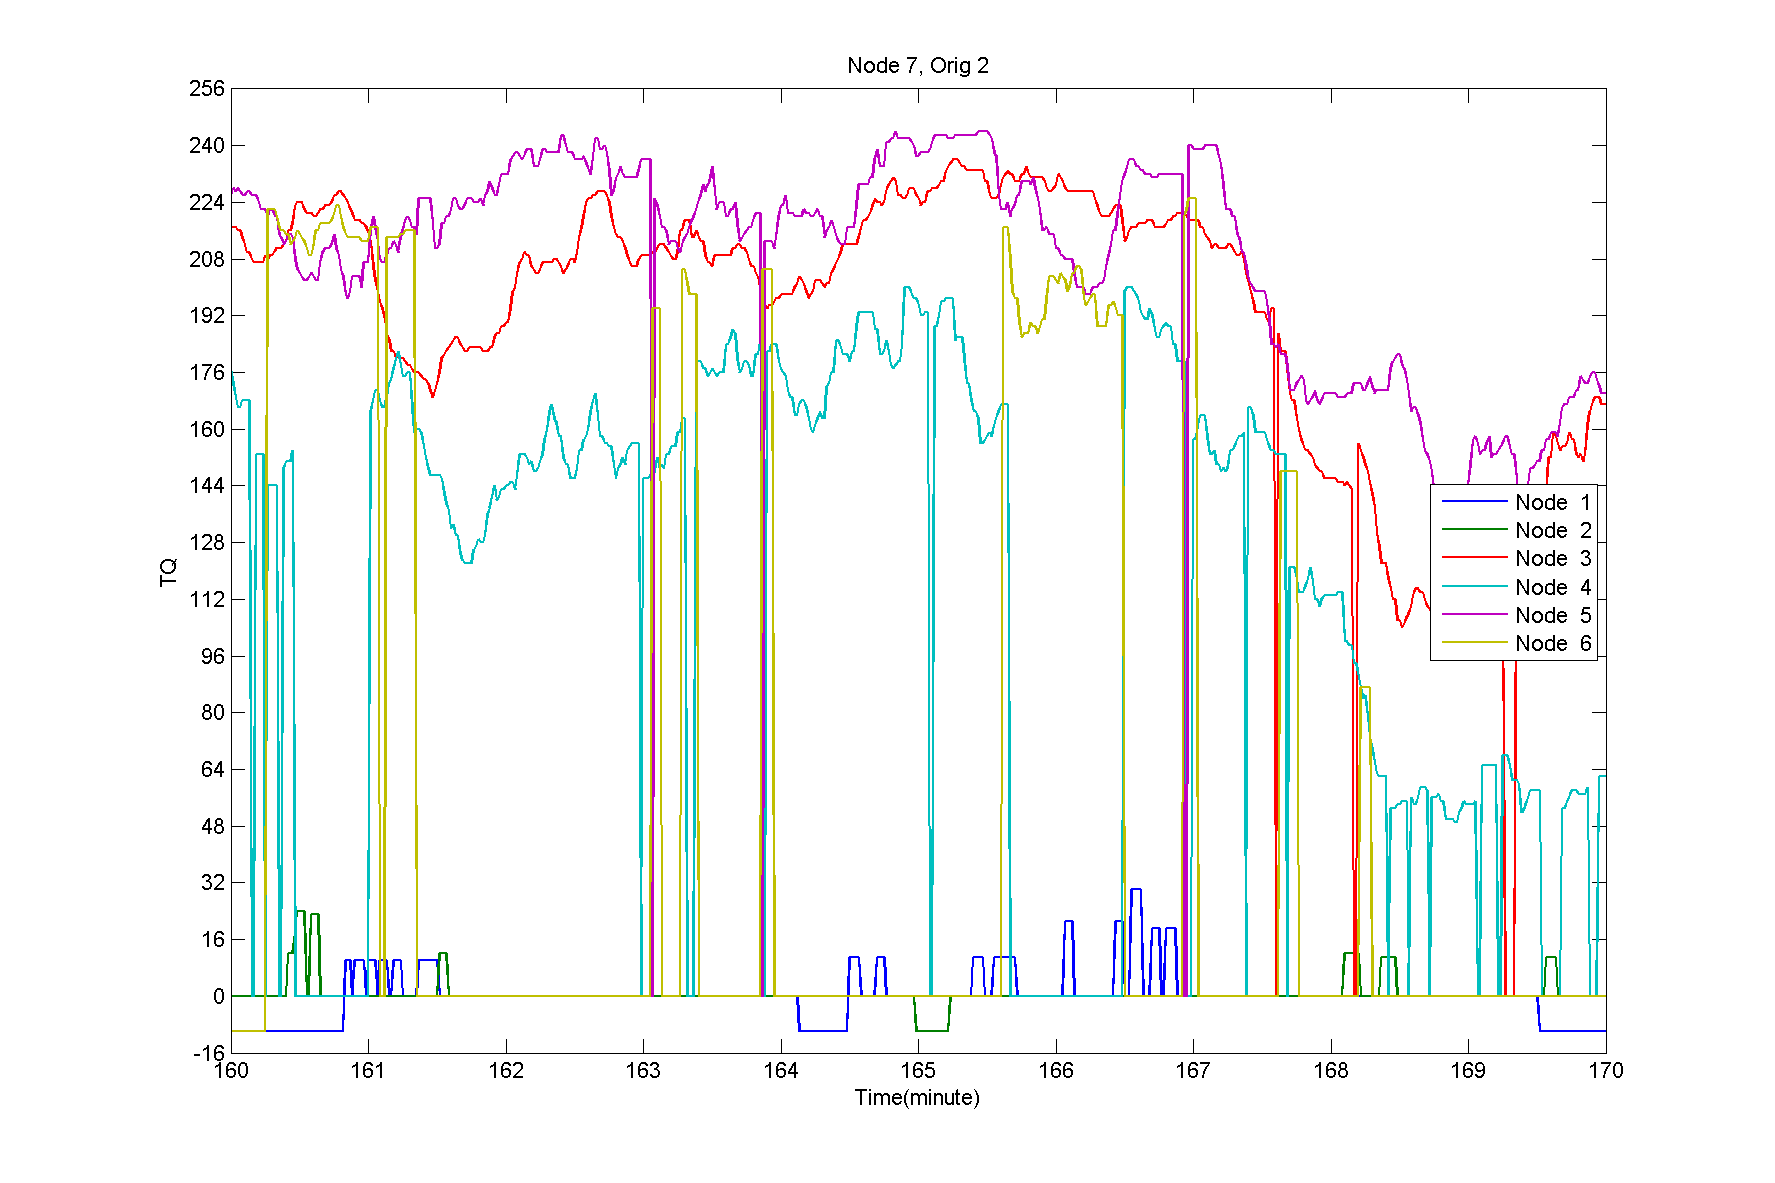 Node 7, Orig 2
256
240
224
208
192
176
160
144
128
112
96
80
64
48
32
16
0
-16
TQ
160 161 162 163 164 165 166 167 168 169 170
Time(minute)
Node 1
Node 2
Node 3
Node 4
Node 5
Node 6